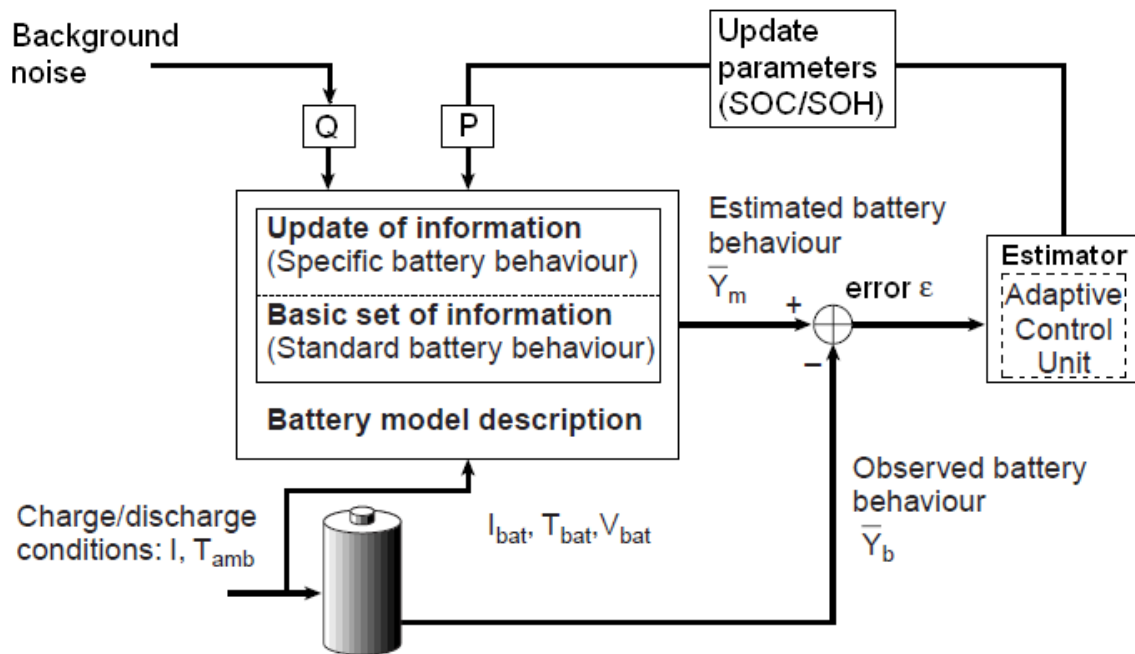 Background
noise
Update
parameters
(SOC/SOH)
Q
P
Update of information
(Specific battery behaviour)
Basic set of information
(Standard battery behaviour)
Battery model description
Estimated battery
behaviour
Y̅m
+
error ε
−
Estimator
Adaptive
Control
Unit
Observed battery
behaviour
Y̅b
Charge/discharge
conditions: I, Tamb
Ibat, Tbat,Vbat